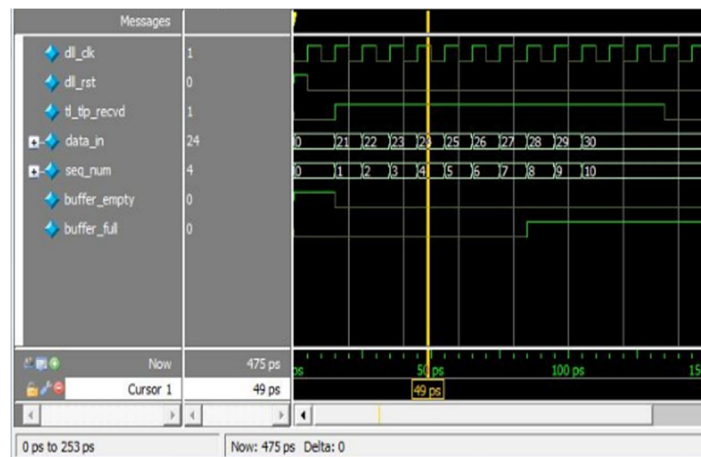 Messages
dll_clk 1
dll_rst 0
tl_tlp_recvd 1
data_in 24 0 21 22 23 24 25 26 27 28 29 30
seq_num 4 0 1 2 3 4 5 6 7 8 9 10
buffer_empty 0
buffer_full 0
Now 475 ps ps 50 ps 100 ps 15
Cursor 1 49 ps 49 ps
0 ps to 253 ps Now: 475 ps Delta: 0